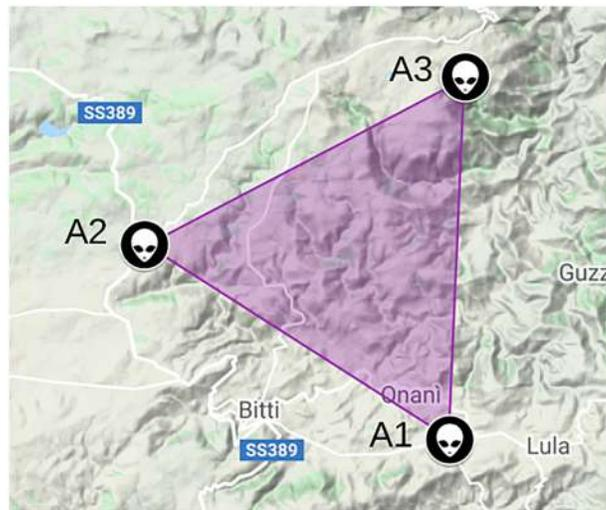 A3
SS389
A2
Guzz
Onanì
Bitti
A1
SS389
Lula